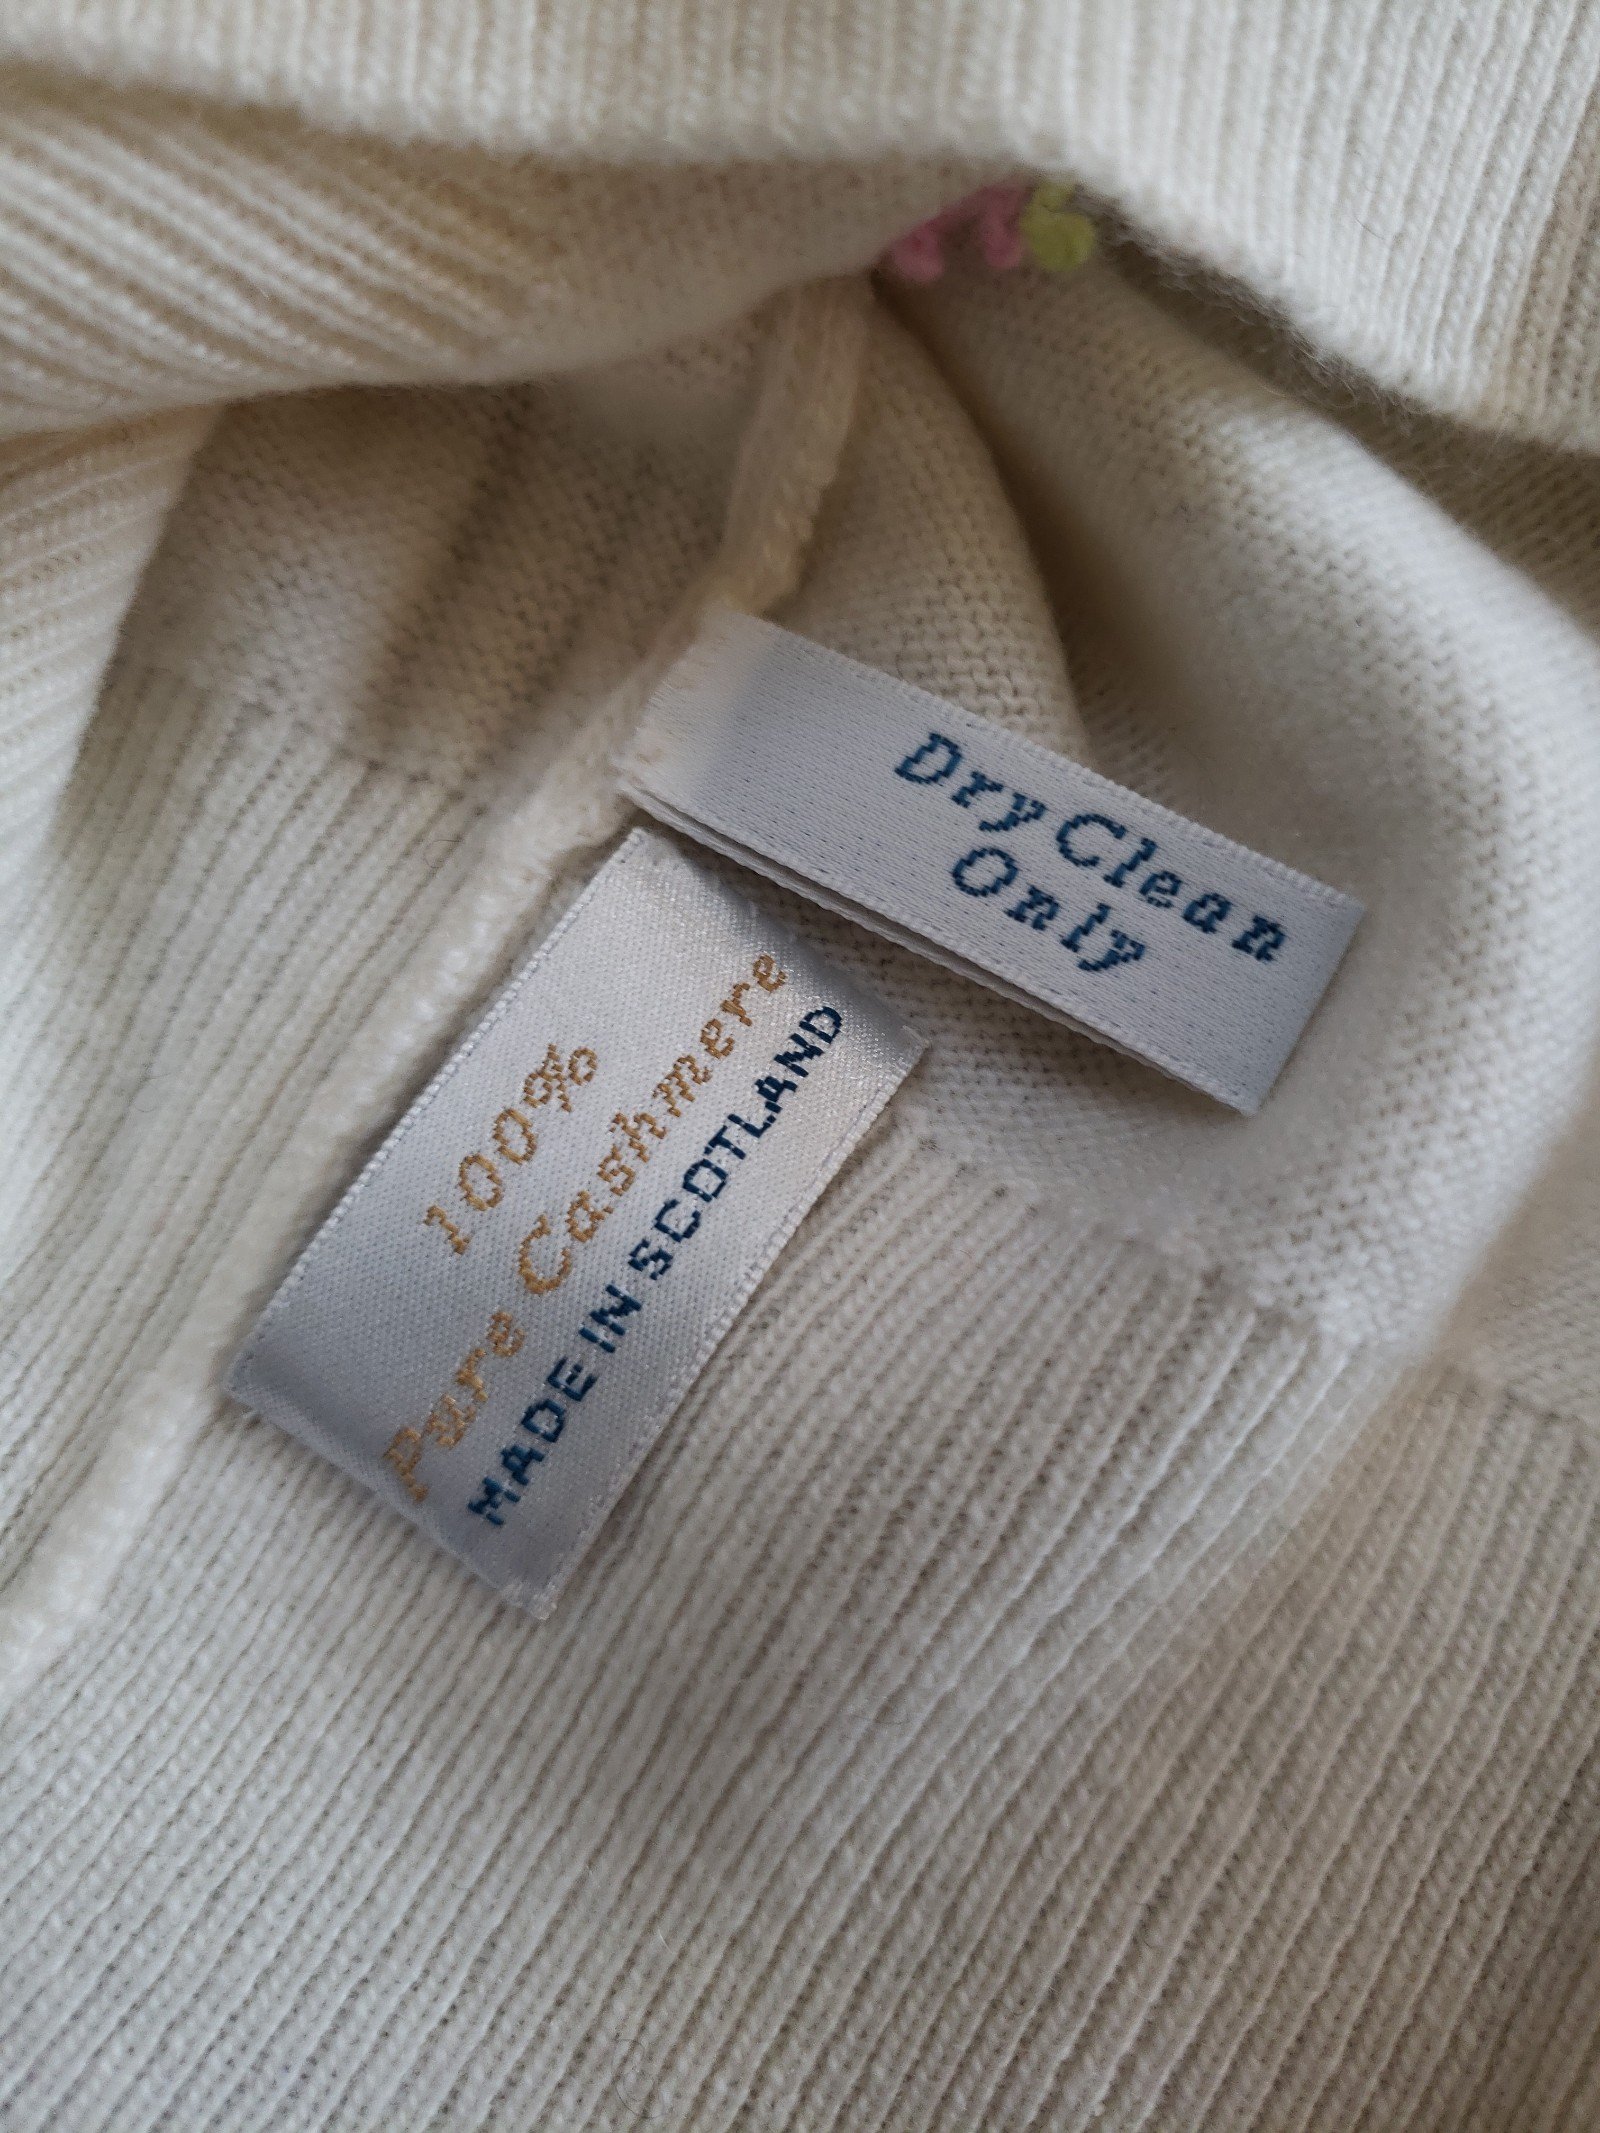 Dry Clean
Only
100%
Pure Cashmere
MADE IN SCOTLAND